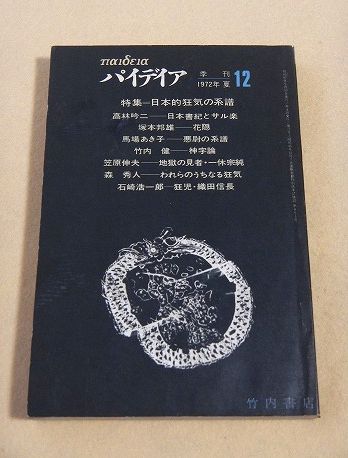 παιδεια
パイデイア 季刊 1972年 夏 12
特集=日本的狂気の系譜
高林吟二──日本書紀とサル楽
塚本邦雄──花隠
馬場あき子──悪尉の系譜
竹内 健──神字論
笠原伸夫──地獄の見者・一休宗純
森 秀人──われらのうちなる狂気
石崎浩一郎──狂児・織田信長
竹内書店